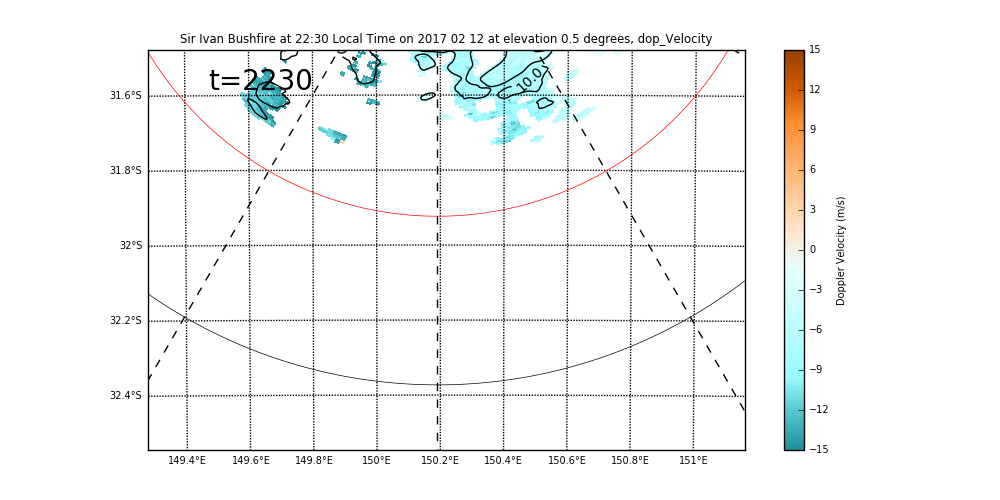 Sir Ivan Bushfire at 22:30 Local Time on 2017 02 12 at elevation 0.5 degrees, dop_Velocity
t=2230
10.0
31.6°S
31.8°S
32°S
32.2°S
32.4°S
149.4°E 149.6°E 149.8°E 150°E 150.2°E 150.4°E 150.6°E 150.8°E 151°E
15
12
9
6
3
0
−3
−6
−9
−12
−15
Doppler Velocity (m/s)